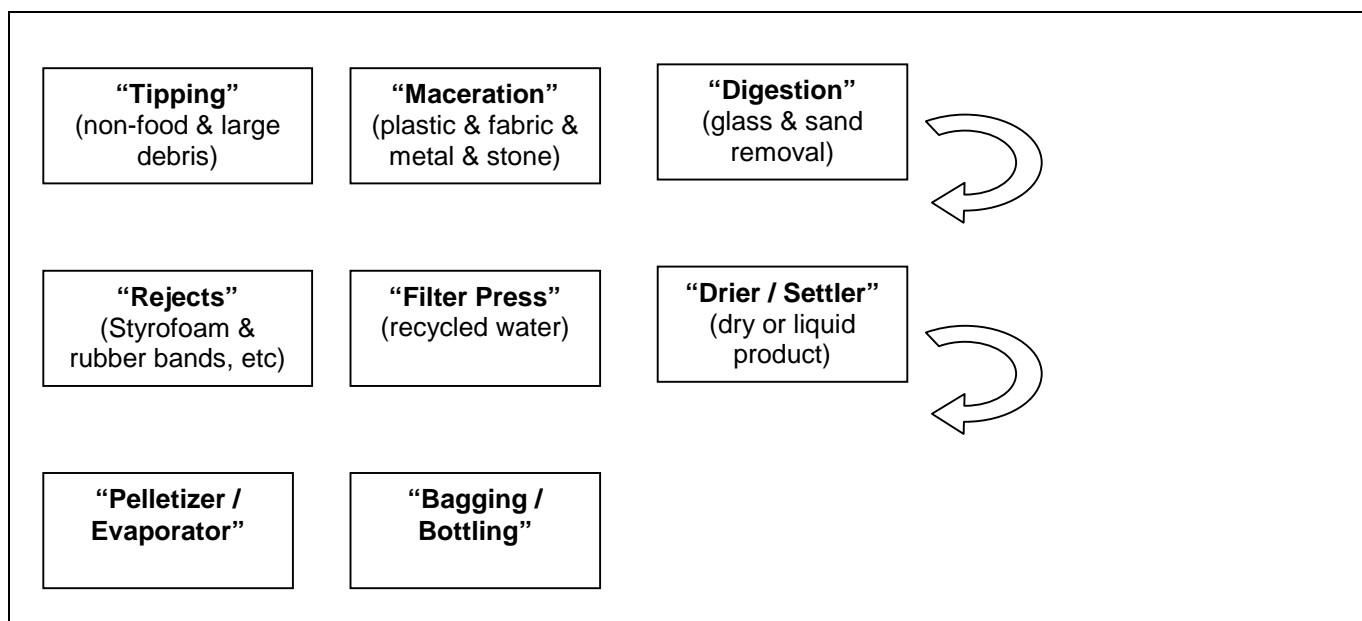 “Tipping”
(non-food & large
debris)
“Maceration”
(plastic & fabric &
metal & stone)
“Digestion”
(glass & sand
removal)
“Rejects”
(Styrofoam &
rubber bands, etc)
“Filter Press”
(recycled water)
“Drier / Settler”
(dry or liquid
product)
“Pelletizer /
Evaporator”
“Bagging /
Bottling”